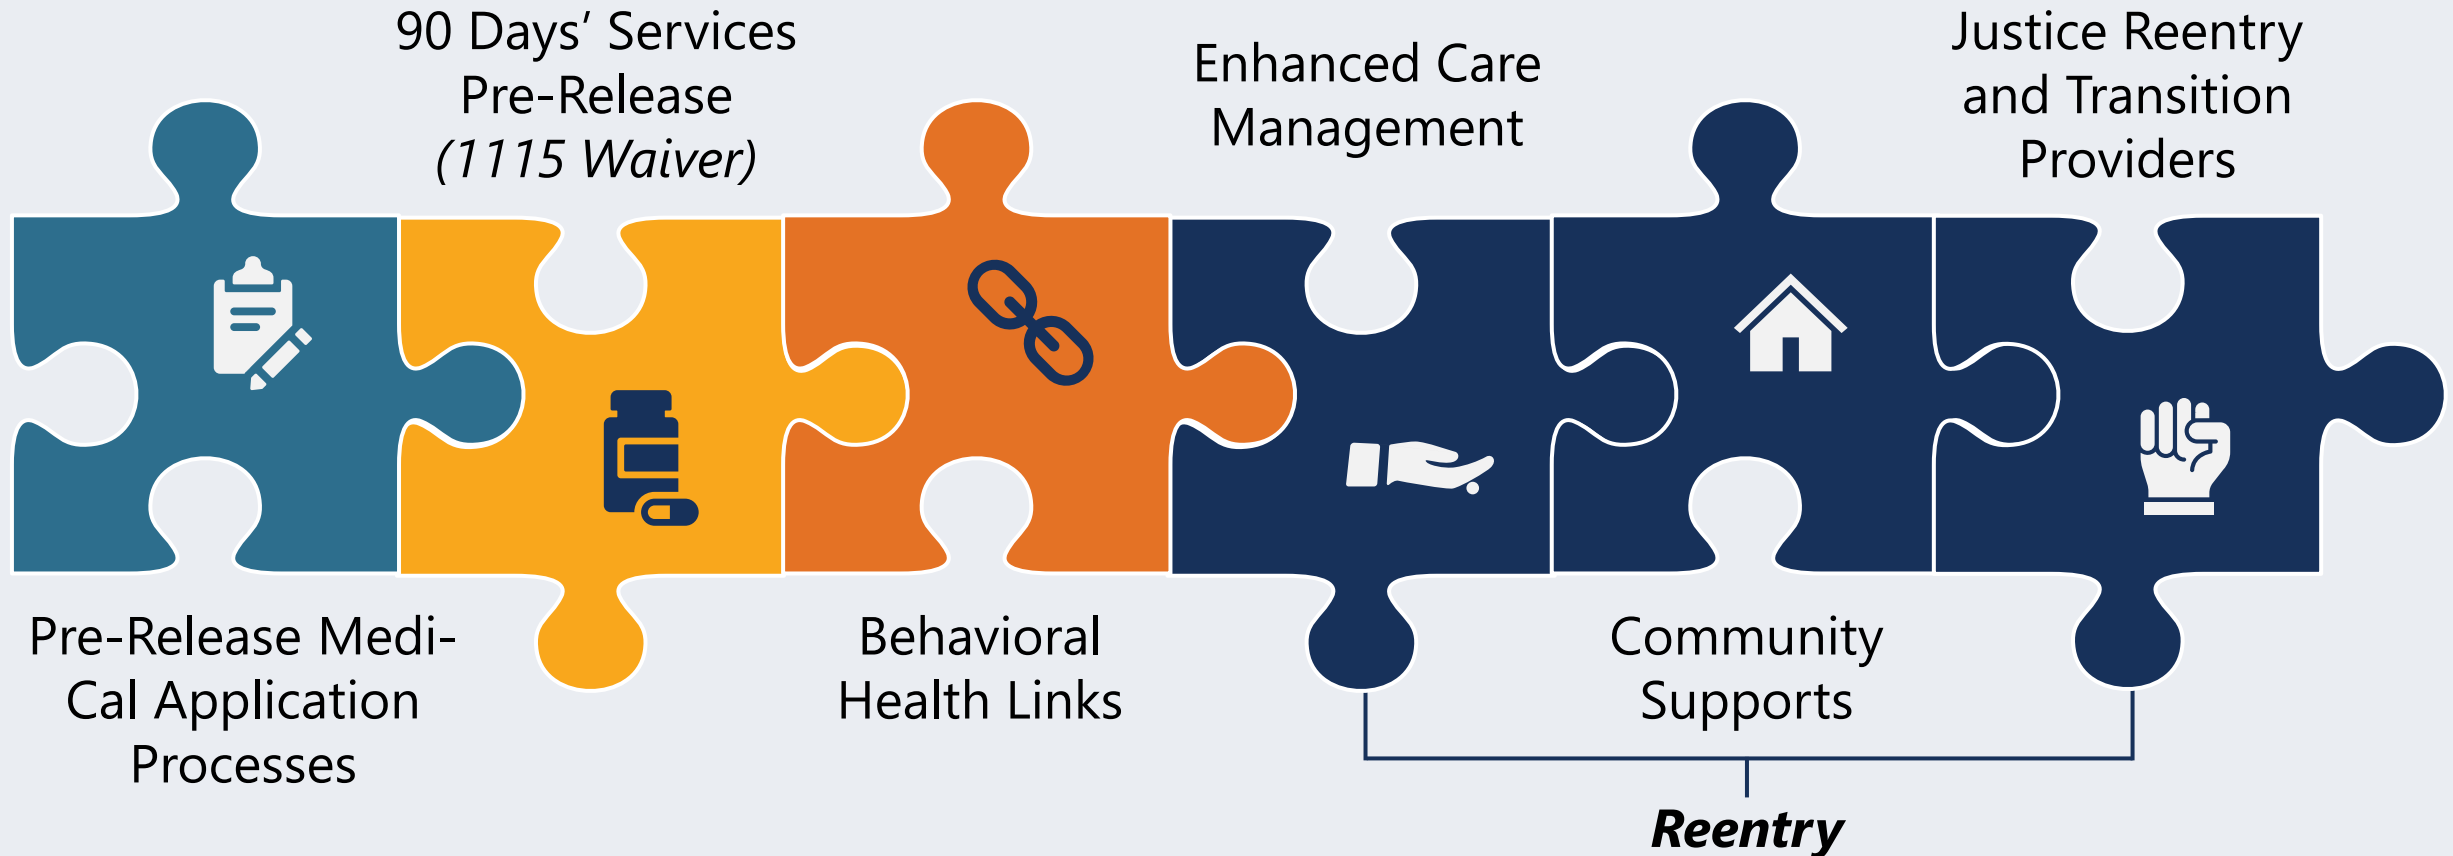 90 Days‘ Services
Pre-Release
(1115 Waiver)
Enhanced Care
Management
Justice Reentry
and Transition
Providers
Pre-Release Medi-
Cal Application
Processes
Behavioral
Health Links
Community
Supports
Reentry